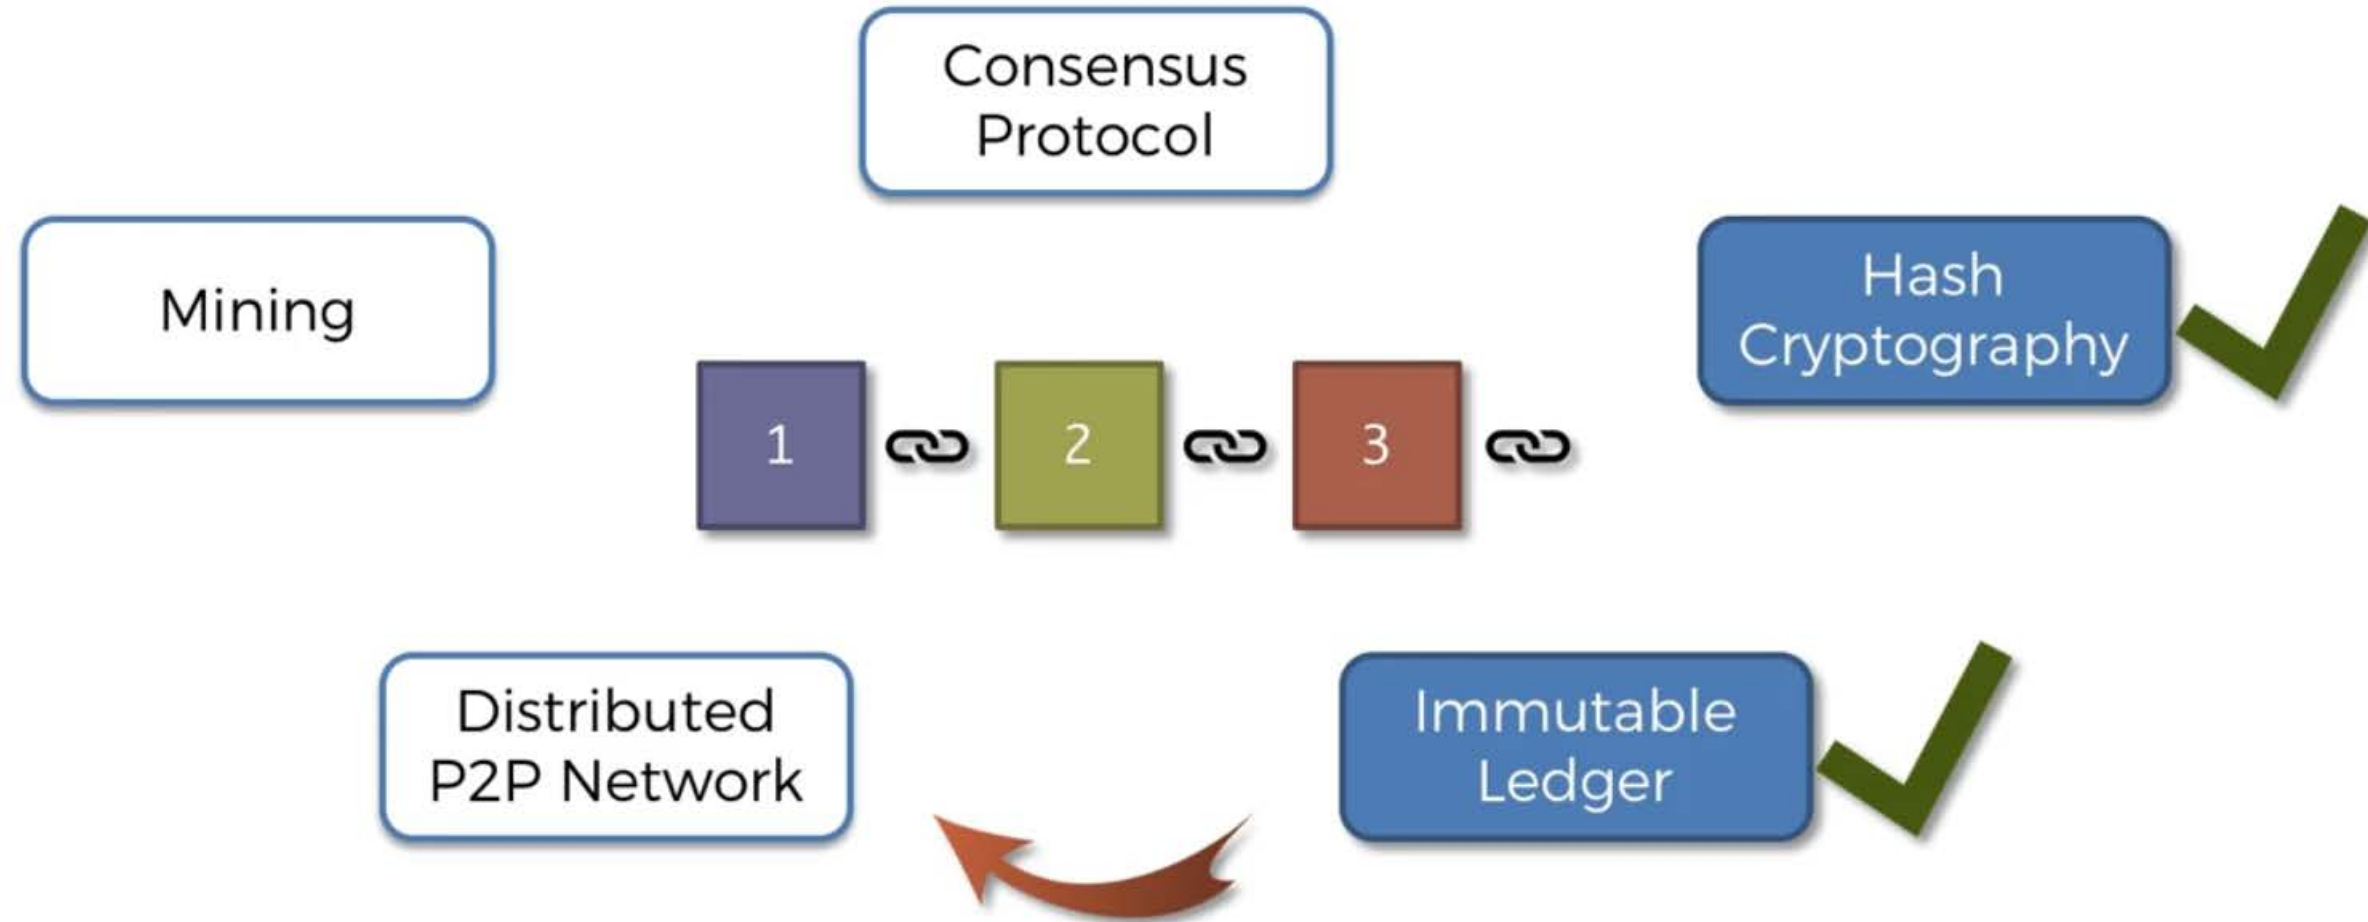 Consensus
Protocol
Mining
Hash
Cryptography
1
2
3
Distributed
P2P Network
Immutable
Ledger